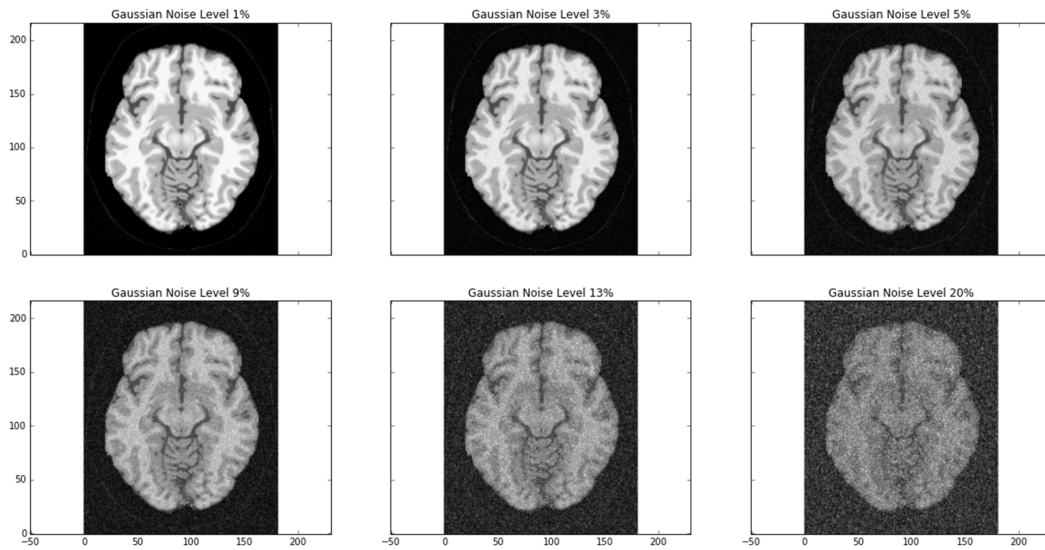 Gaussian Noise Level 1%
Gaussian Noise Level 3%
Gaussian Noise Level 5%
200
150
100
50
0
Gaussian Noise Level 9%
Gaussian Noise Level 13%
Gaussian Noise Level 20%
200
150
100
50
0
−50 0 50 100 150 200
−50 0 50 100 150 200
−50 0 50 100 150 200